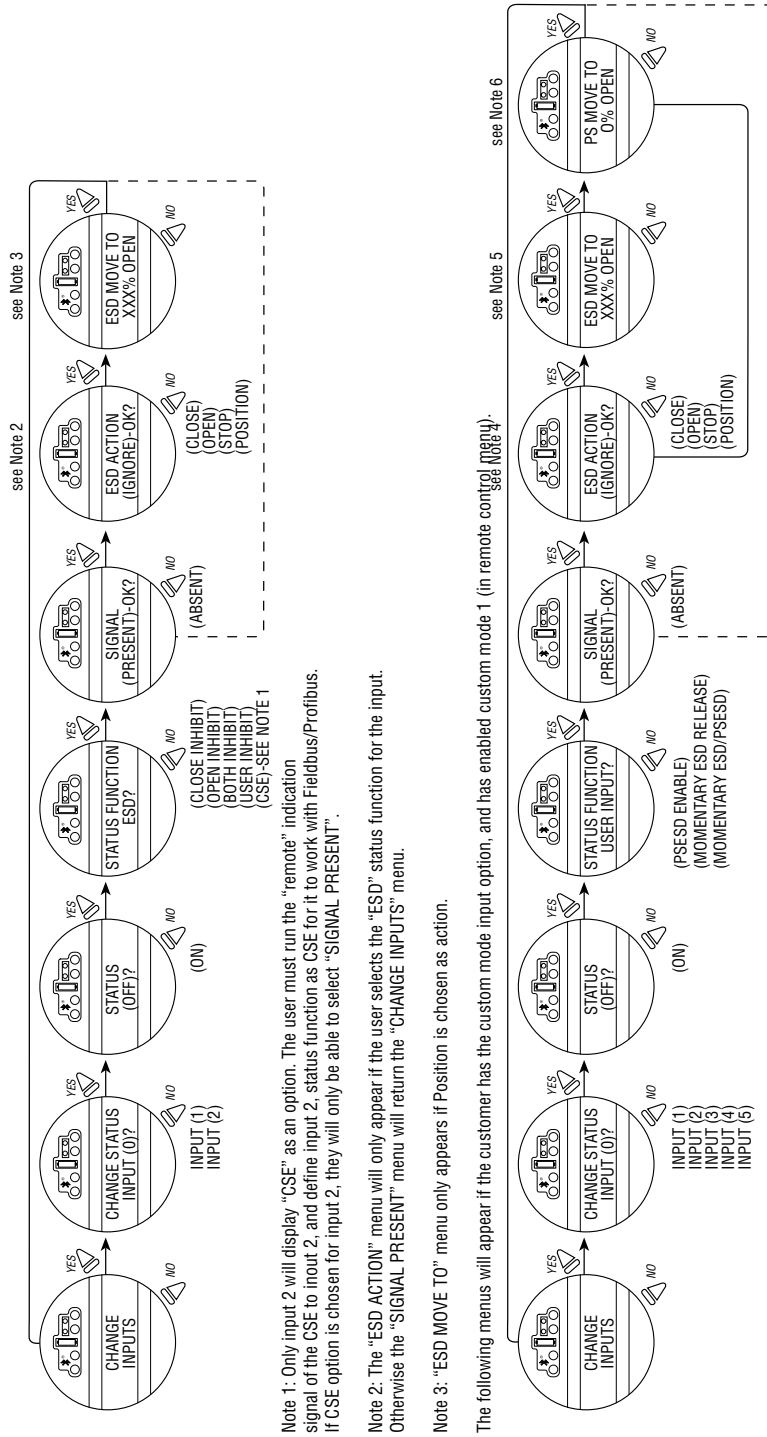 see Note 2
see Note 3
CHANGE
INPUTS
YES
NO
CHANGE STATUS
INPUT (0)?
YES
NO
INPUT (1)
INPUT (2)
STATUS
(OFF)?
YES
NO
(ON)
STATUS FUNCTION
ESD?
YES
NO
(CLOSE INHIBIT)
(OPEN INHIBIT)
(BOTH INHIBIT)
(USER INHIBIT)
(CSE)-SEE NOTE 1
SIGNAL
(PRESENT)-OK?
YES
NO
(ABSENT)
ESD ACTION
(IGNORE)-OK?
YES
NO
(CLOSE)
(OPEN)
(STOP)
(POSITION)
ESD MOVE TO
XXX% OPEN
YES
NO
Note 1: Only input 2 will display “CSE” as an option. The user must run the “remote” indication
signal of the CSE to inout 2, and define input 2, status function as CSE for it to work with Fieldbus/Profibus.
If CSE option is chosen for input 2, they will only be able to select “SIGNAL PRESENT”.
Note 2: The “ESD ACTION” menu will only appear if the user selects the “ESD” status function for the input.
Otherwise the “SIGNAL PRESENT” menu will return the “CHANGE INPUTS” menu.
Note 3: “ESD MOVE TO” menu only appears if Position is chosen as action.
The following menus will appear if the customer has the custom mode input option, and has enabled custom mode 1 (in remote control menu).
see Note 4
see Note 5
see Note 6
CHANGE
INPUTS
YES
NO
CHANGE STATUS
INPUT (0)?
YES
NO
INPUT (1)
INPUT (2)
INPUT (3)
INPUT (4)
INPUT (5)
STATUS
(OFF)?
YES
NO
(ON)
STATUS FUNCTION
USER INPUT?
YES
NO
(PSESD ENABLE)
(MOMENTARY ESD RELEASE)
(MOMENTARY ESD/PSESD)
SIGNAL
(PRESENT)-OK?
YES
NO
(ABSENT)
ESD ACTION
(IGNORE)-OK?
YES
NO
(CLOSE)
(OPEN)
(STOP)
(POSITION)
ESD MOVE TO
XXX% OPEN
YES
NO
PS MOVE TO
0% OPEN
YES
NO